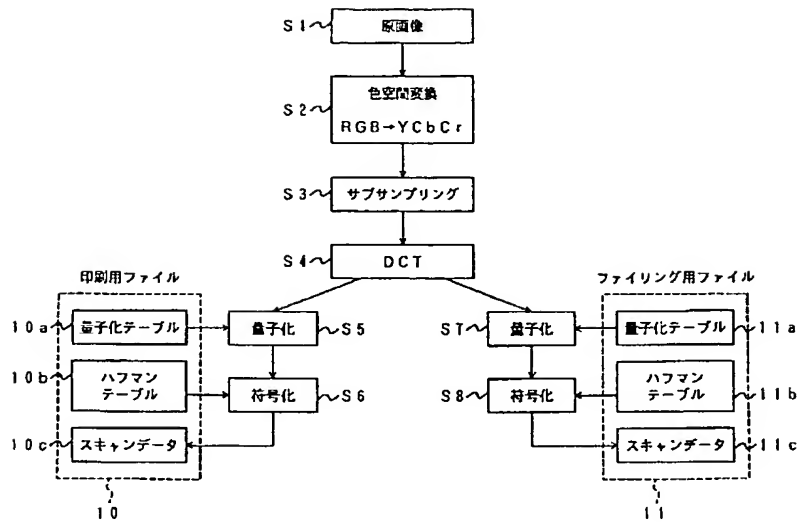 S1
原画像
S2
色空間変換
RGB→YCbCr
S3
サブサンプリング
S4
DCT
印刷用ファイル
ファイリング用ファイル
10a
量子化テーブル
量子化
S5
S7
量子化
量子化テーブル
11a
10b
ハフマン
テーブル
符号化
S6
S8
符号化
ハフマン
テーブル
11b
10c
スキャンデータ
スキャンデータ
11c
10
11